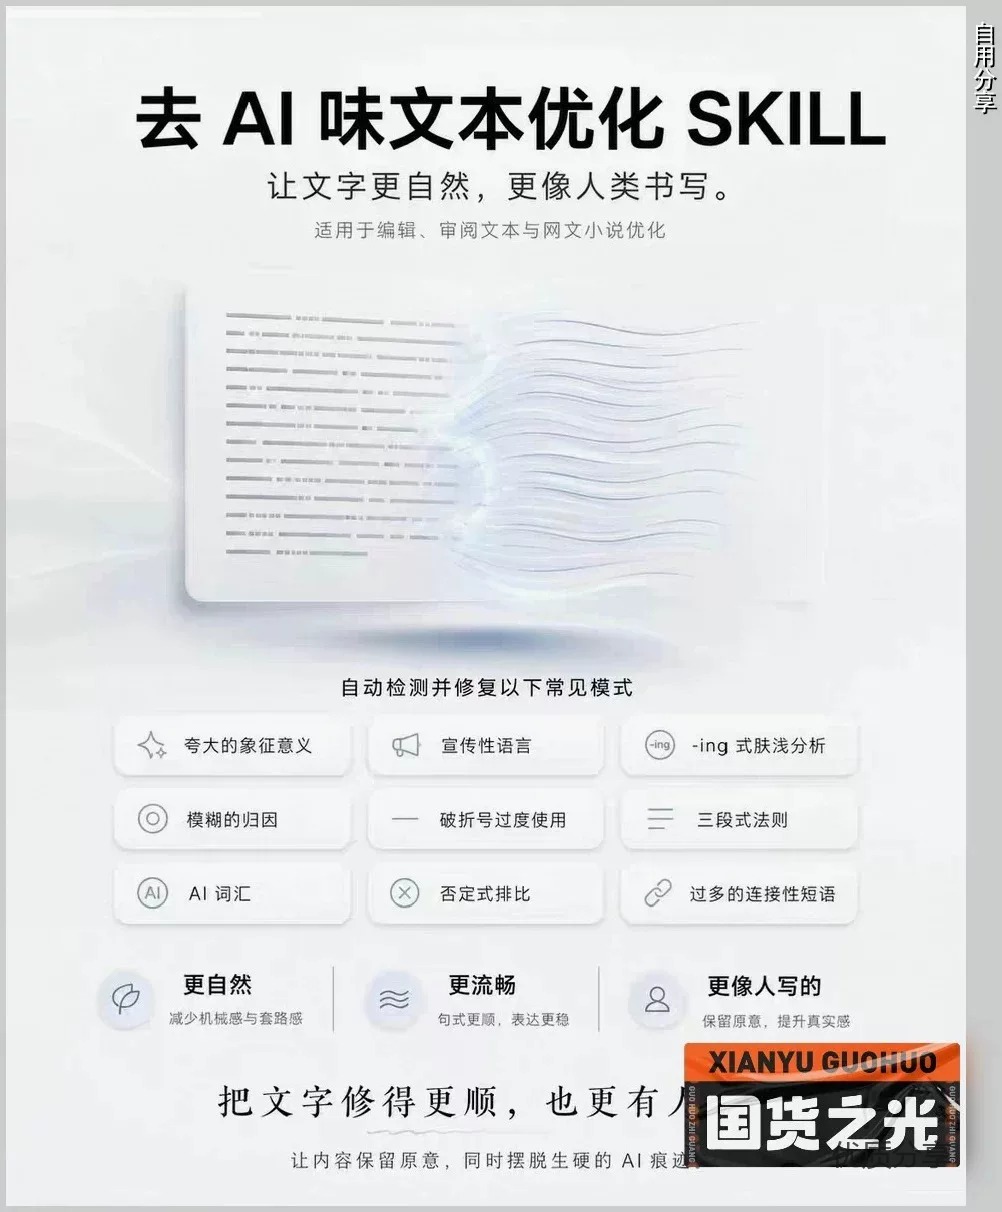 自用分享
去 AI 味文本优化 SKILL
让文字更自然，更像人类书写。
适用于编辑、审阅文本与网文小说优化
自动检测并修复以下常见模式
夸大的象征意义
宣传性语言
-ing
-ing 式肤浅分析
模糊的归因
破折号过度使用
三段式法则
AI
AI 词汇
否定式排比
过多的连接性短语
更自然
减少机械感与套路感
更流畅
句式更顺，表达更稳
更像人写的
保留原意，提升真实感
把文字修得更顺，也更有
让内容保留原意，同时摆脱生硬的 AI 痕迹
XIANYU GUOHUO
国货之光
GUO HUO ZHI GUANG
GUO HUO ZHI GUANG